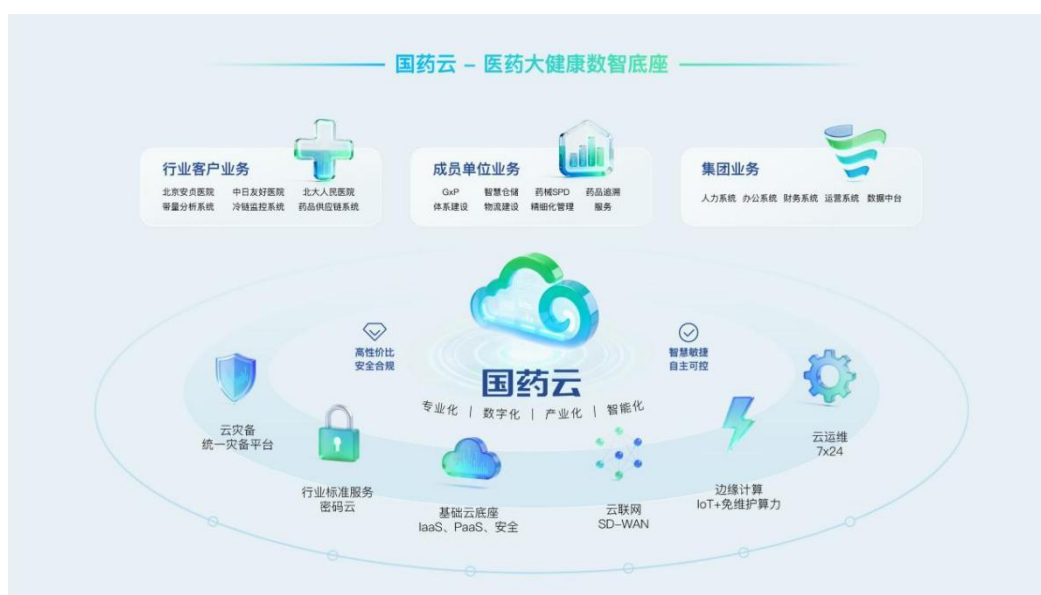 国药云 – 医药大健康数智底座
行业客户业务
北京安贞医院 中日友好医院 北大人民医院
带量分析系统 冷链监控系统 药品供应链系统
成员单位业务
GxP 智慧仓储 药械SPD 药品追溯
体系建设 物流建设 精细化管理 服务
集团业务
人力系统 办公系统 财务系统 运营系统 数据中台
高性价比
安全合规
智慧敏捷
自主可控
国药云
专业化 | 数字化 | 产业化 | 智能化
云灾备
统一灾备平台
行业标准服务
密码云
基础云底座
IaaS、PaaS、安全
云联网
SD-WAN
边缘计算
IoT+免维护算力
云运维
7x24